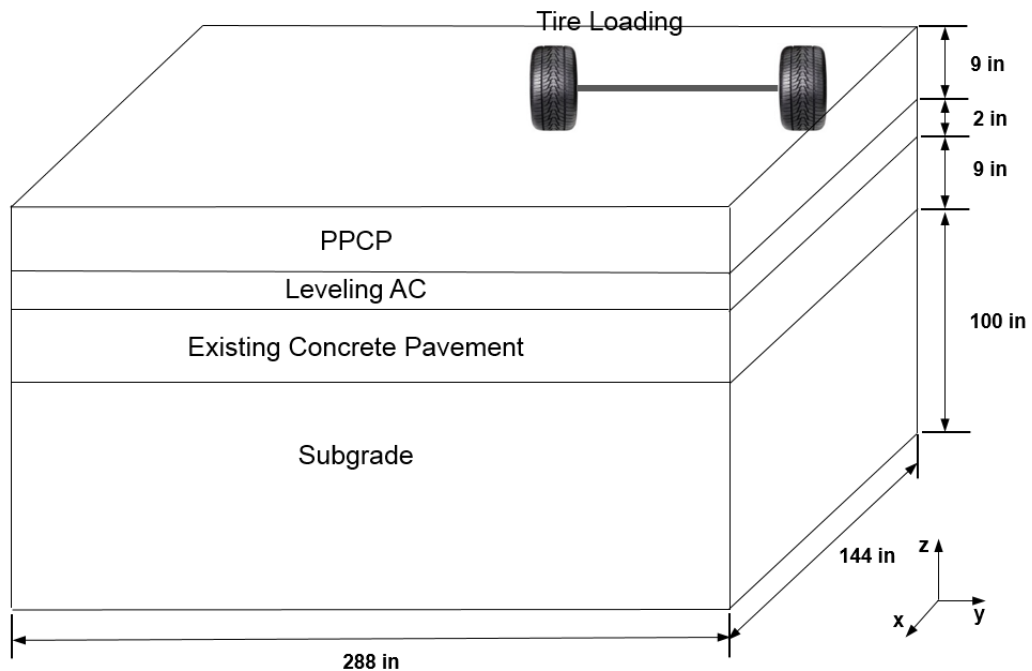 Tire Loading
9 in
2 in
9 in
PPCP
Leveling AC
Existing Concrete Pavement
100 in
Subgrade
144 in
z
x
y
288 in